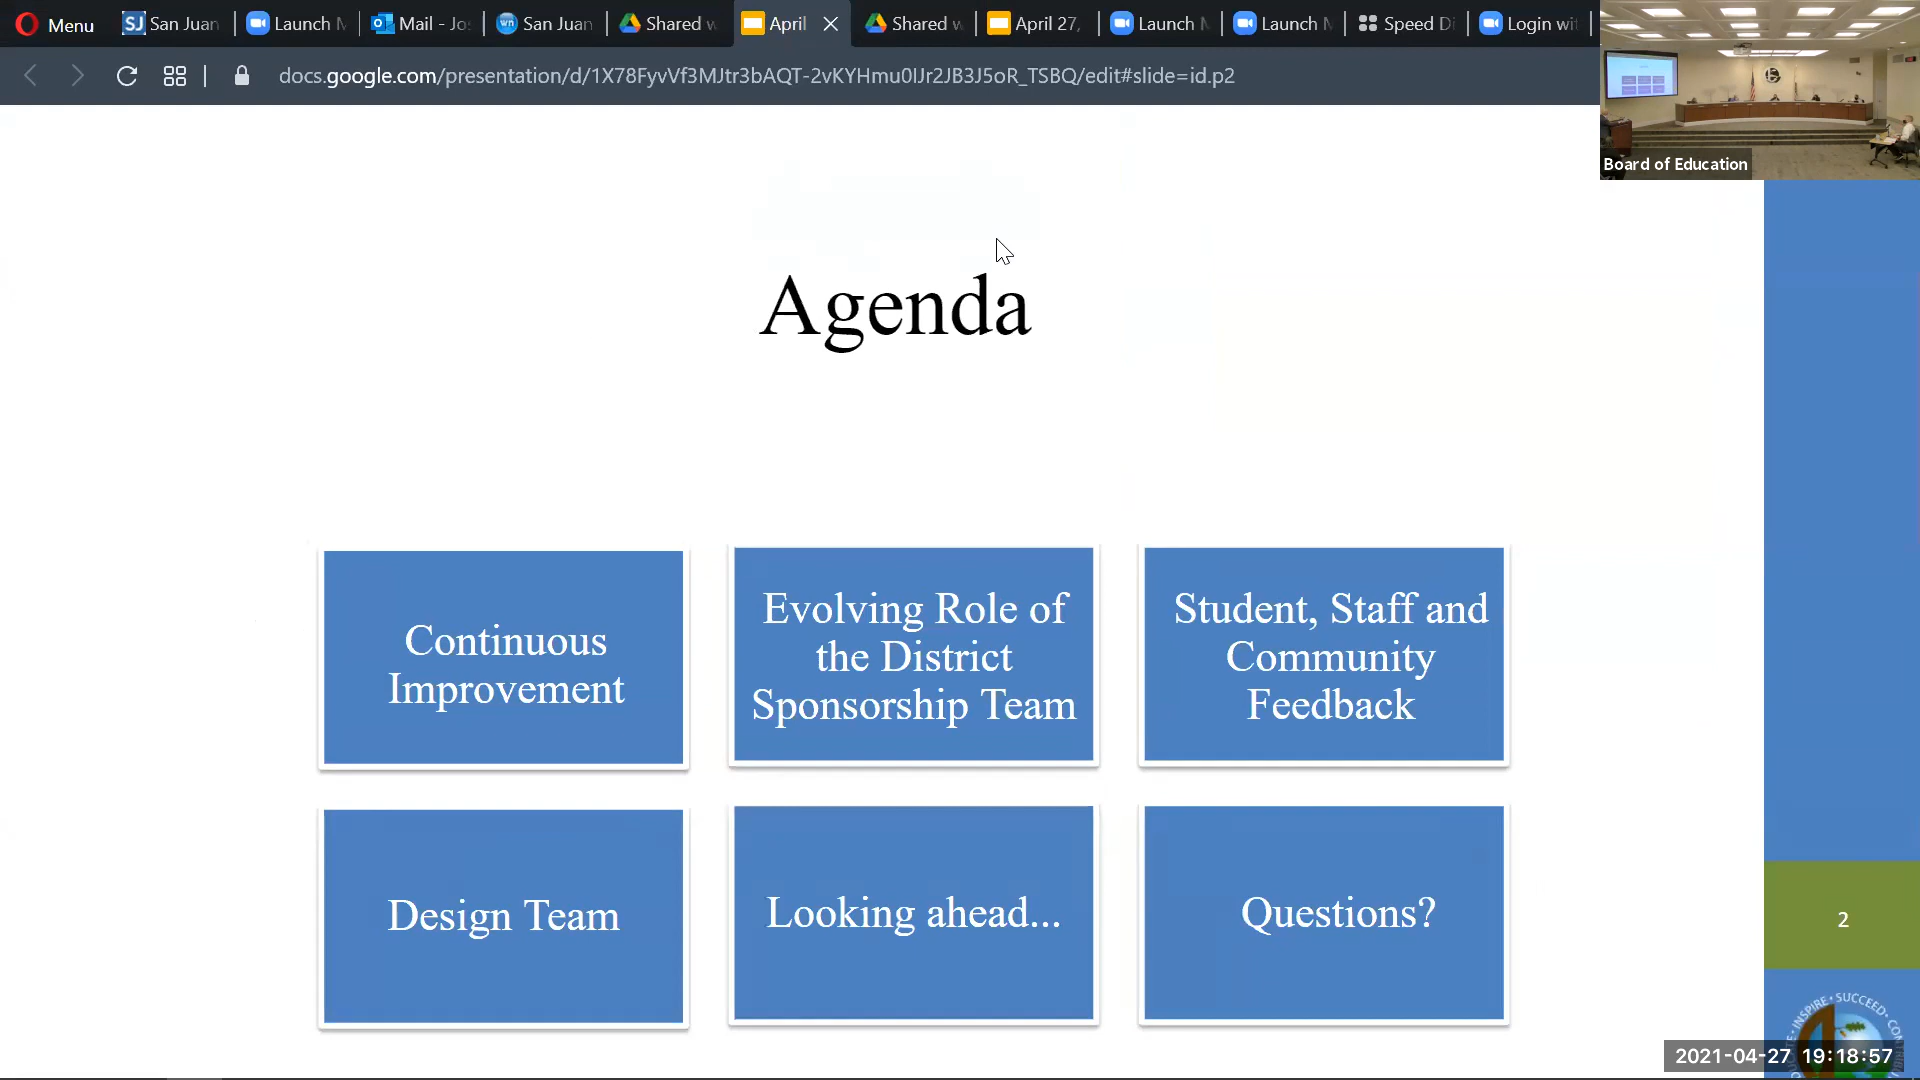 Menu
San Juan
Launch M
Mail - Jos
San Juan
Shared w
April
Shared w
April 27,
Launch M
Launch M
Speed Di
Login wit
docs.google.com/presentation/d/1X78FyvVf3MJtr3bAQT-2vKYHmu0IJr2JB3J5oR_TSBQ/edit#slide=id.p2
Board of Education
Agenda
Continuous
Improvement
Evolving Role of
the District
Sponsorship Team
Student, Staff and
Community
Feedback
Design Team
Looking ahead...
Questions?
2
INSPIRE • SUCCEED •
2021-04-27 19:18:57